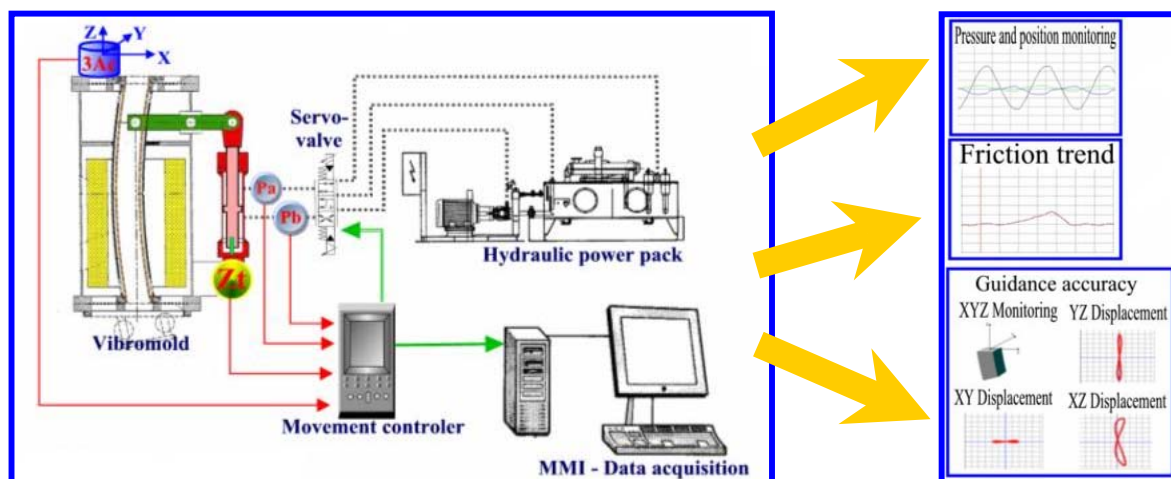 Z
Y
X
3Ac
Servo-
valve
Pa
Pb
Zt
Vibromold
Hydraulic power pack
Movement controler
MMI - Data acquisition
Pressure and position monitoring
Friction trend
Guidance accuracy
XYZ Monitoring
YZ Displacement
XY Displacement
XZ Displacement